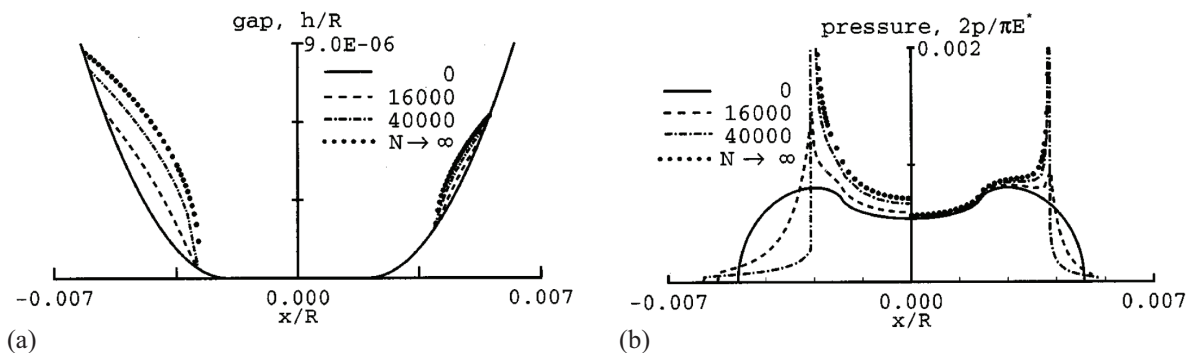 gap, h/R
9.0E-06
0
16000
40000
N → ∞
-0.007
0.000
0.007
x/R
(a)
pressure, 2p/πE*
0.002
0
16000
40000
N → ∞
-0.007
0.000
0.007
x/R
(b)